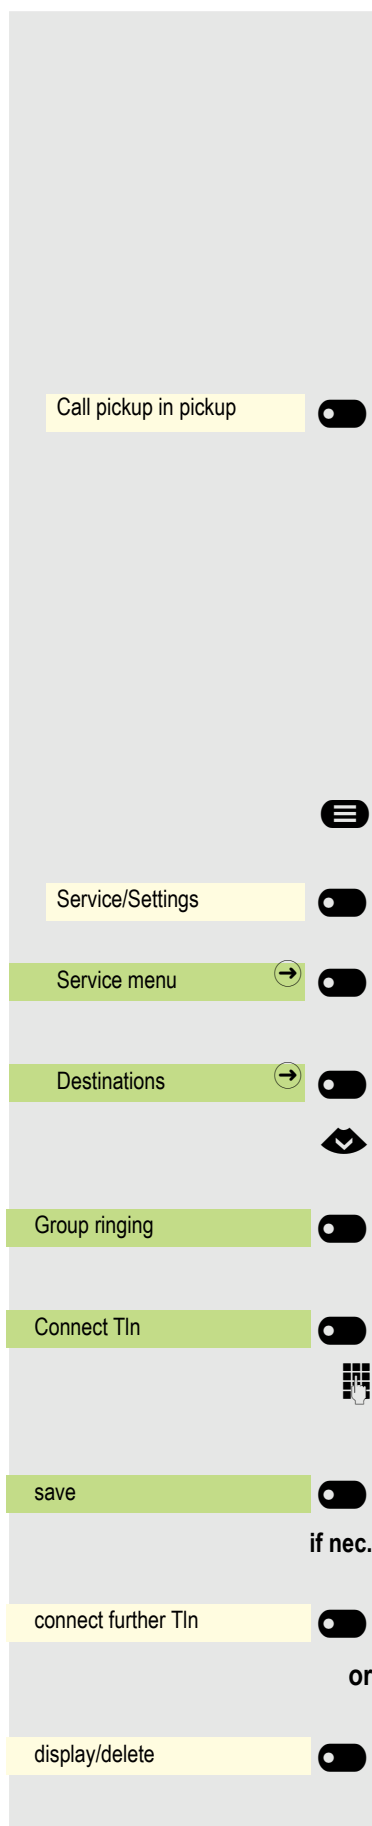 Call pickup in pickup
Service/Settings
Service menu
Destinations
Group ringing
Connect Tln
save
if nec.
connect further Tln
or
display/delete